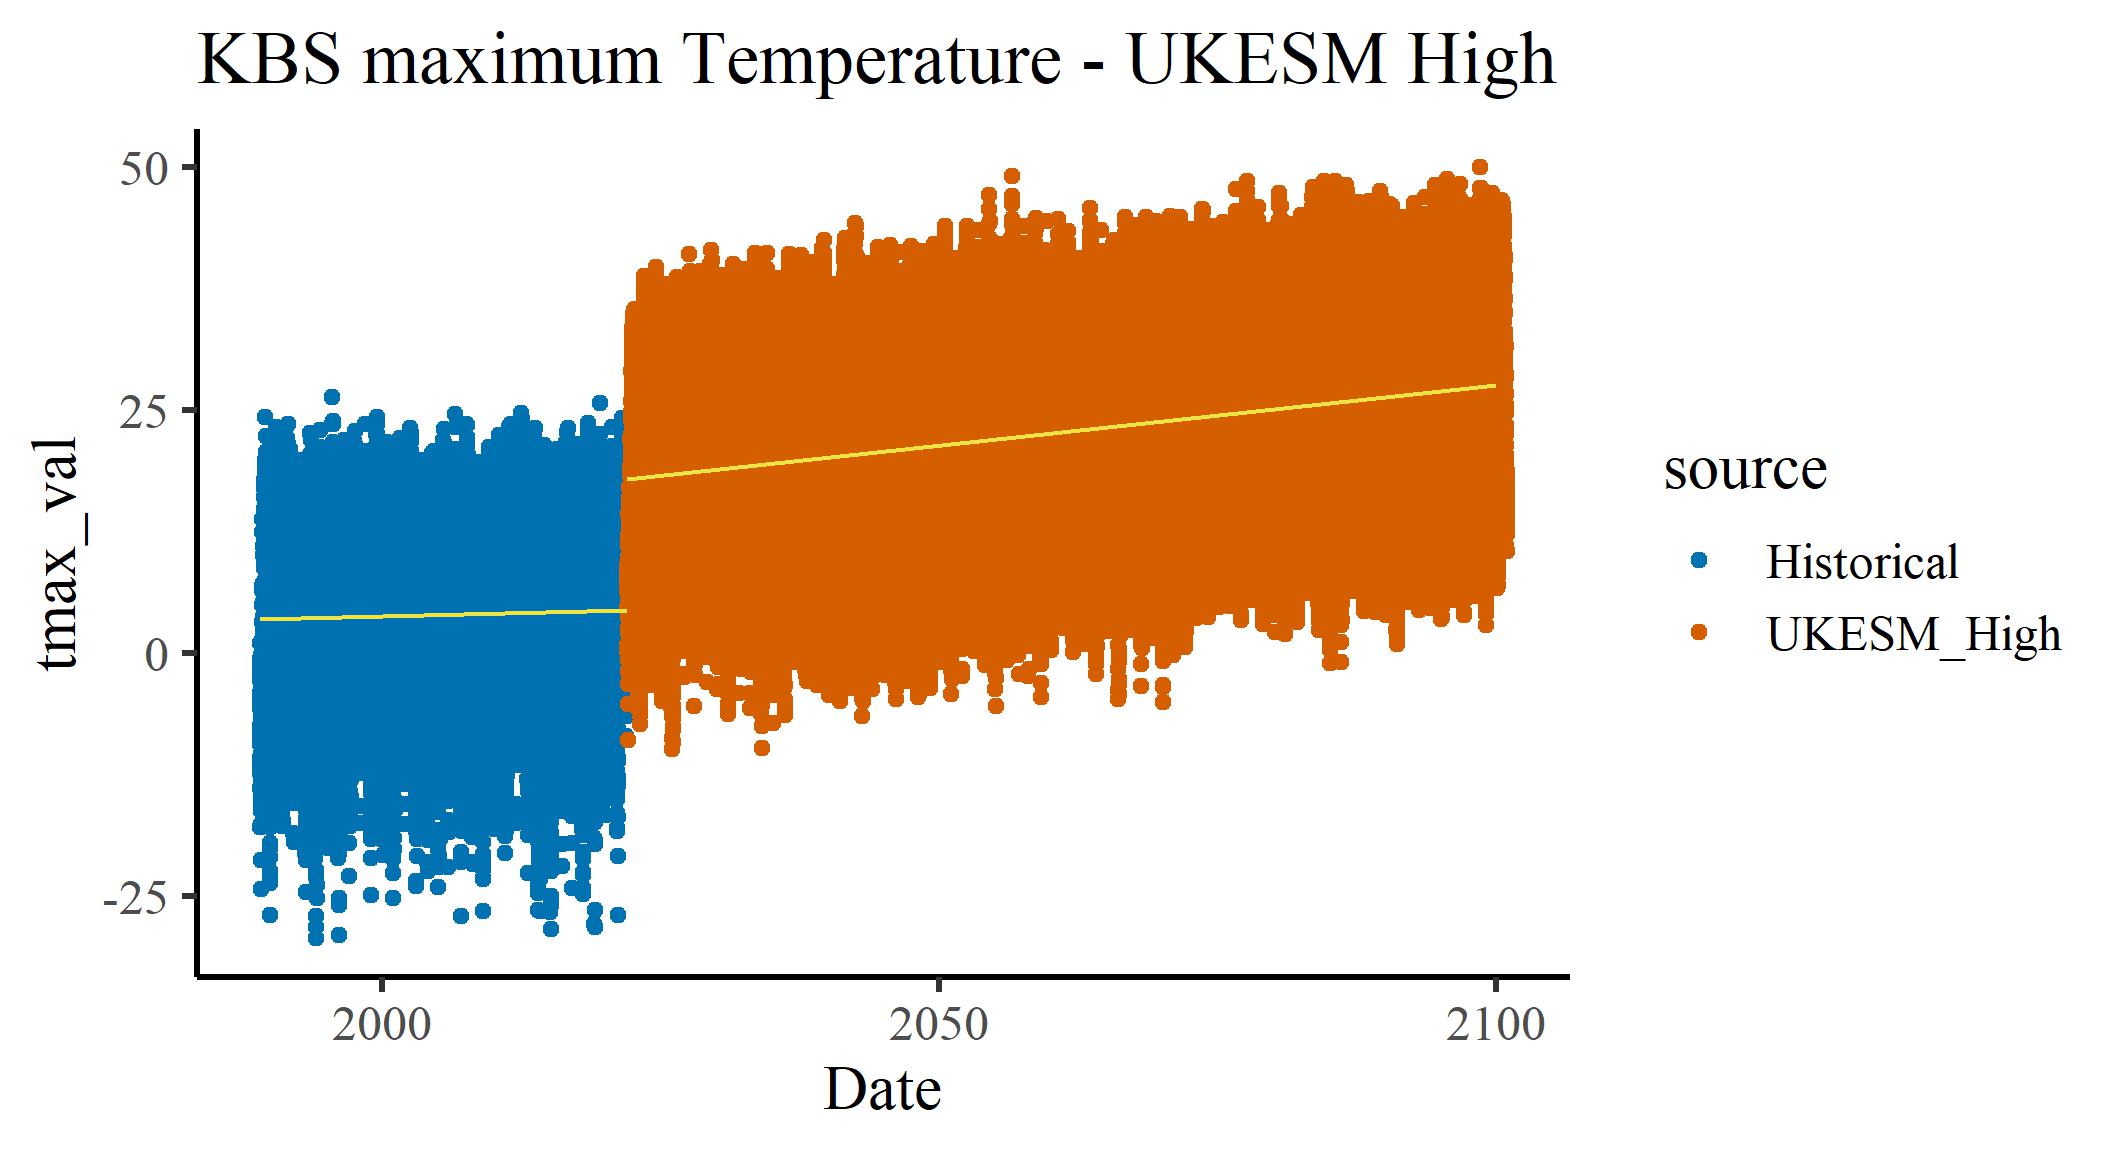 KBS maximum Temperature - UKESM High
50
25
0
-25
tmax_val
2000
2050
2100
Date
source
Historical
UKESM_High